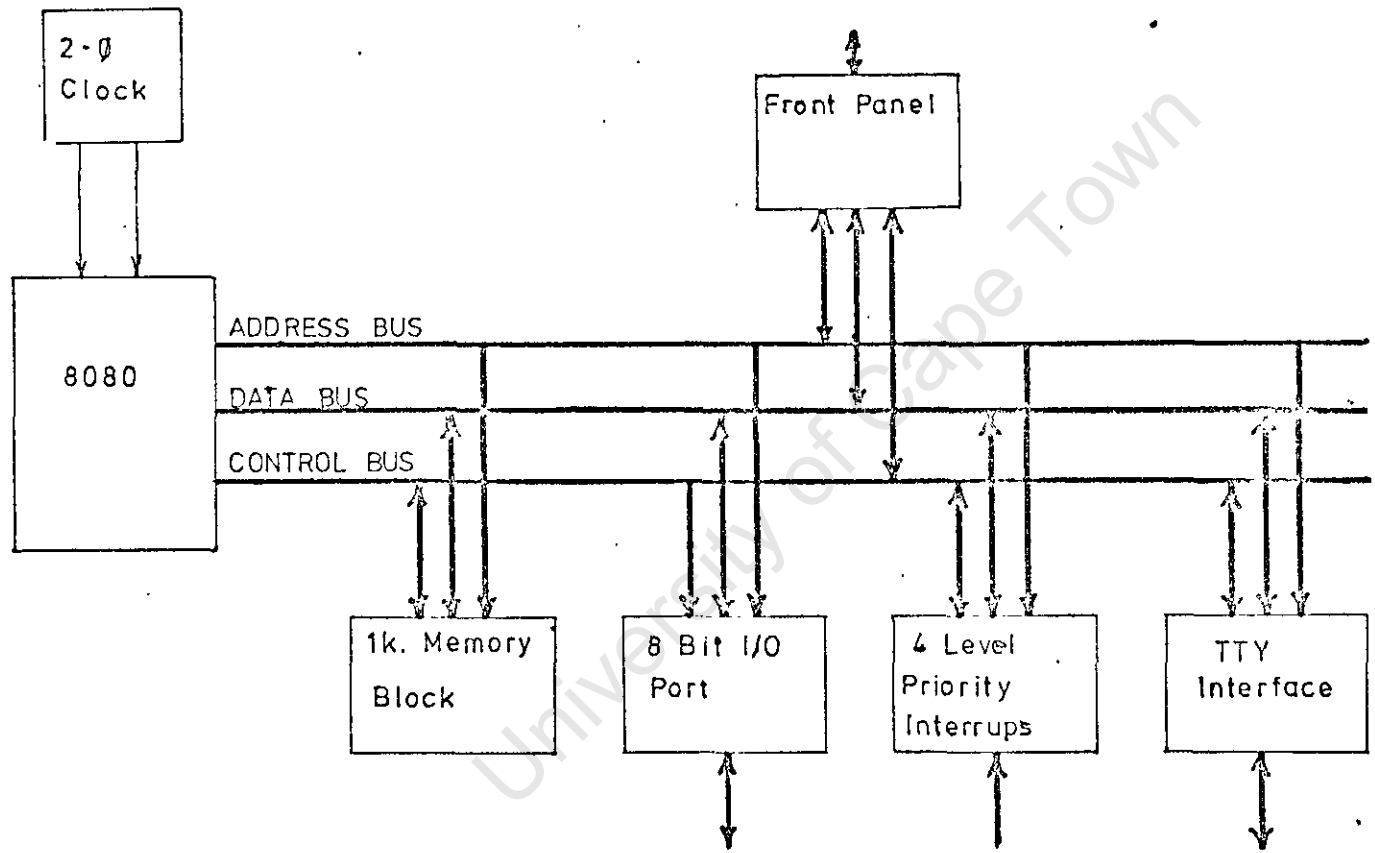 2-Ø
Clock
Front Panel
ADDRESS BUS
8080
DATA BUS
CONTROL BUS
1k. Memory
Block
8 Bit I/O
Port
4 Level
Priority
Interrups
TTY
Interface
University of Cape Town